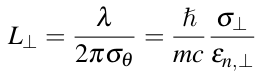 L⊥ = λ / 2πσθ = ħ / mc σ⊥ / εn,⊥